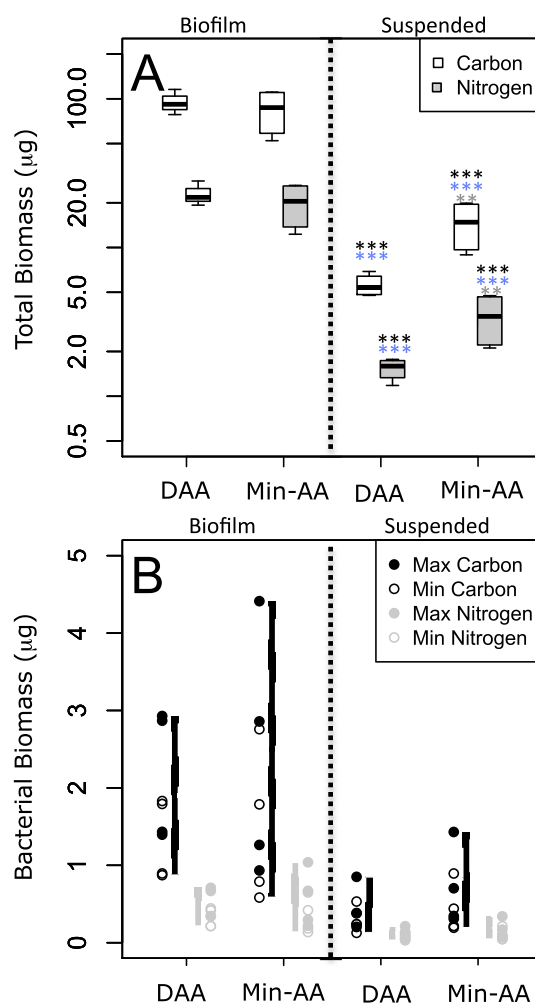 Biofilm Suspended
A
Carbon
Nitrogen
Total Biomass (μg)
100.0
20.0
5.0
2.0
0.5
***
***
**
***
***
***
***
**
***
***
DAA Min-AA DAA Min-AA
Biofilm Suspended
B
Max Carbon
Min Carbon
Max Nitrogen
Min Nitrogen
Bacterial Biomass (μg)
5
4
3
2
1
0
DAA Min-AA DAA Min-AA